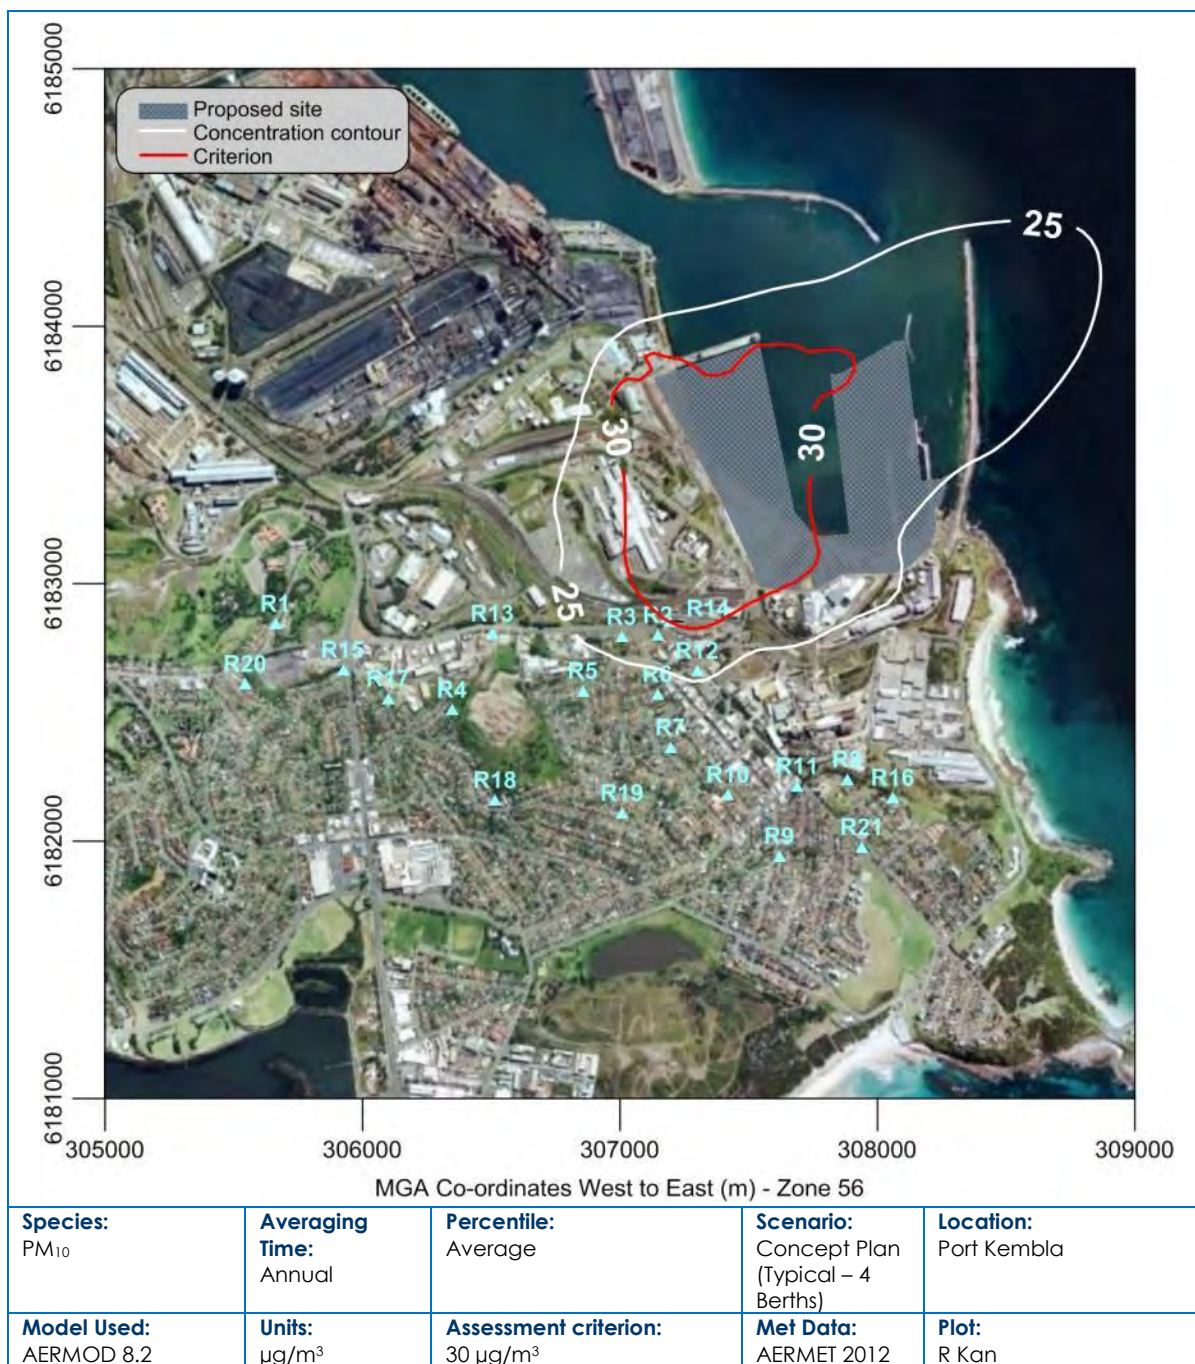 6185000
Proposed site
Concentration contour
Criterion
25
6184000
30
30
6183000
25
R1
R13
R3
R2
R14
R15
R12
R20
R17
R5
R6
R4
R7
R18
R19
R10
R11
R8
R16
R9
R21
6182000
6181000
305000
306000
307000
308000
309000
MGA Co-ordinates West to East (m) - Zone 56
Species:
PM10
Averaging
Time:
Annual
Percentile:
Average
Scenario:
Concept Plan
(Typical – 4
Berths)
Location:
Port Kembla
Model Used:
AERMOD 8.2
Units:
µg/m³
Assessment criterion:
30 µg/m³
Met Data:
AERMET 2012
Plot:
R Kan